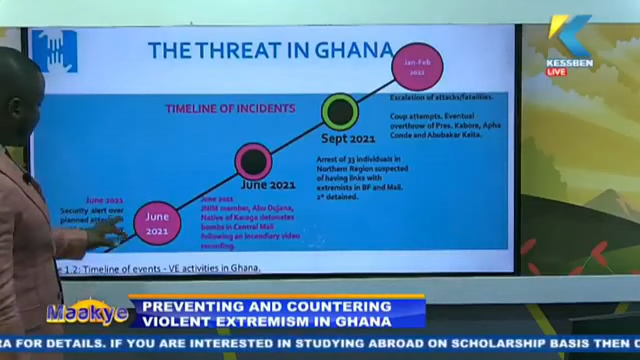 THE THREAT IN GHANA
Jan-Feb
2022
KESSBEN
LIVE
TIMELINE OF INCIDENTS
Escalation of attacks/fatalities.
Coup attempts. Eventual
overthrow of Pres. Kabora, Apha
Conde and Abubakar Keita.
Sept 2021
Arrest of 33 individuals in
Northern Region suspected
of having links with
extremists in BF and Mali.
detained.
June 2021
June 2021
Security alert over
planned
June
2021
June 2021
JNIM member, Abu Dujana,
Native of Karaga detonates
bombs in Central Mali
following an incendiary video
recording.
1.2: Timeline of events - VE activities in Ghana.
Maakye
PREVENTING AND COUNTERING
VIOLENT EXTREMISM IN GHANA
RA FOR DETAILS. IF YOU ARE INTERESTED IN STUDYING ABROAD ON SCHOLARSHIP BASIS THEN